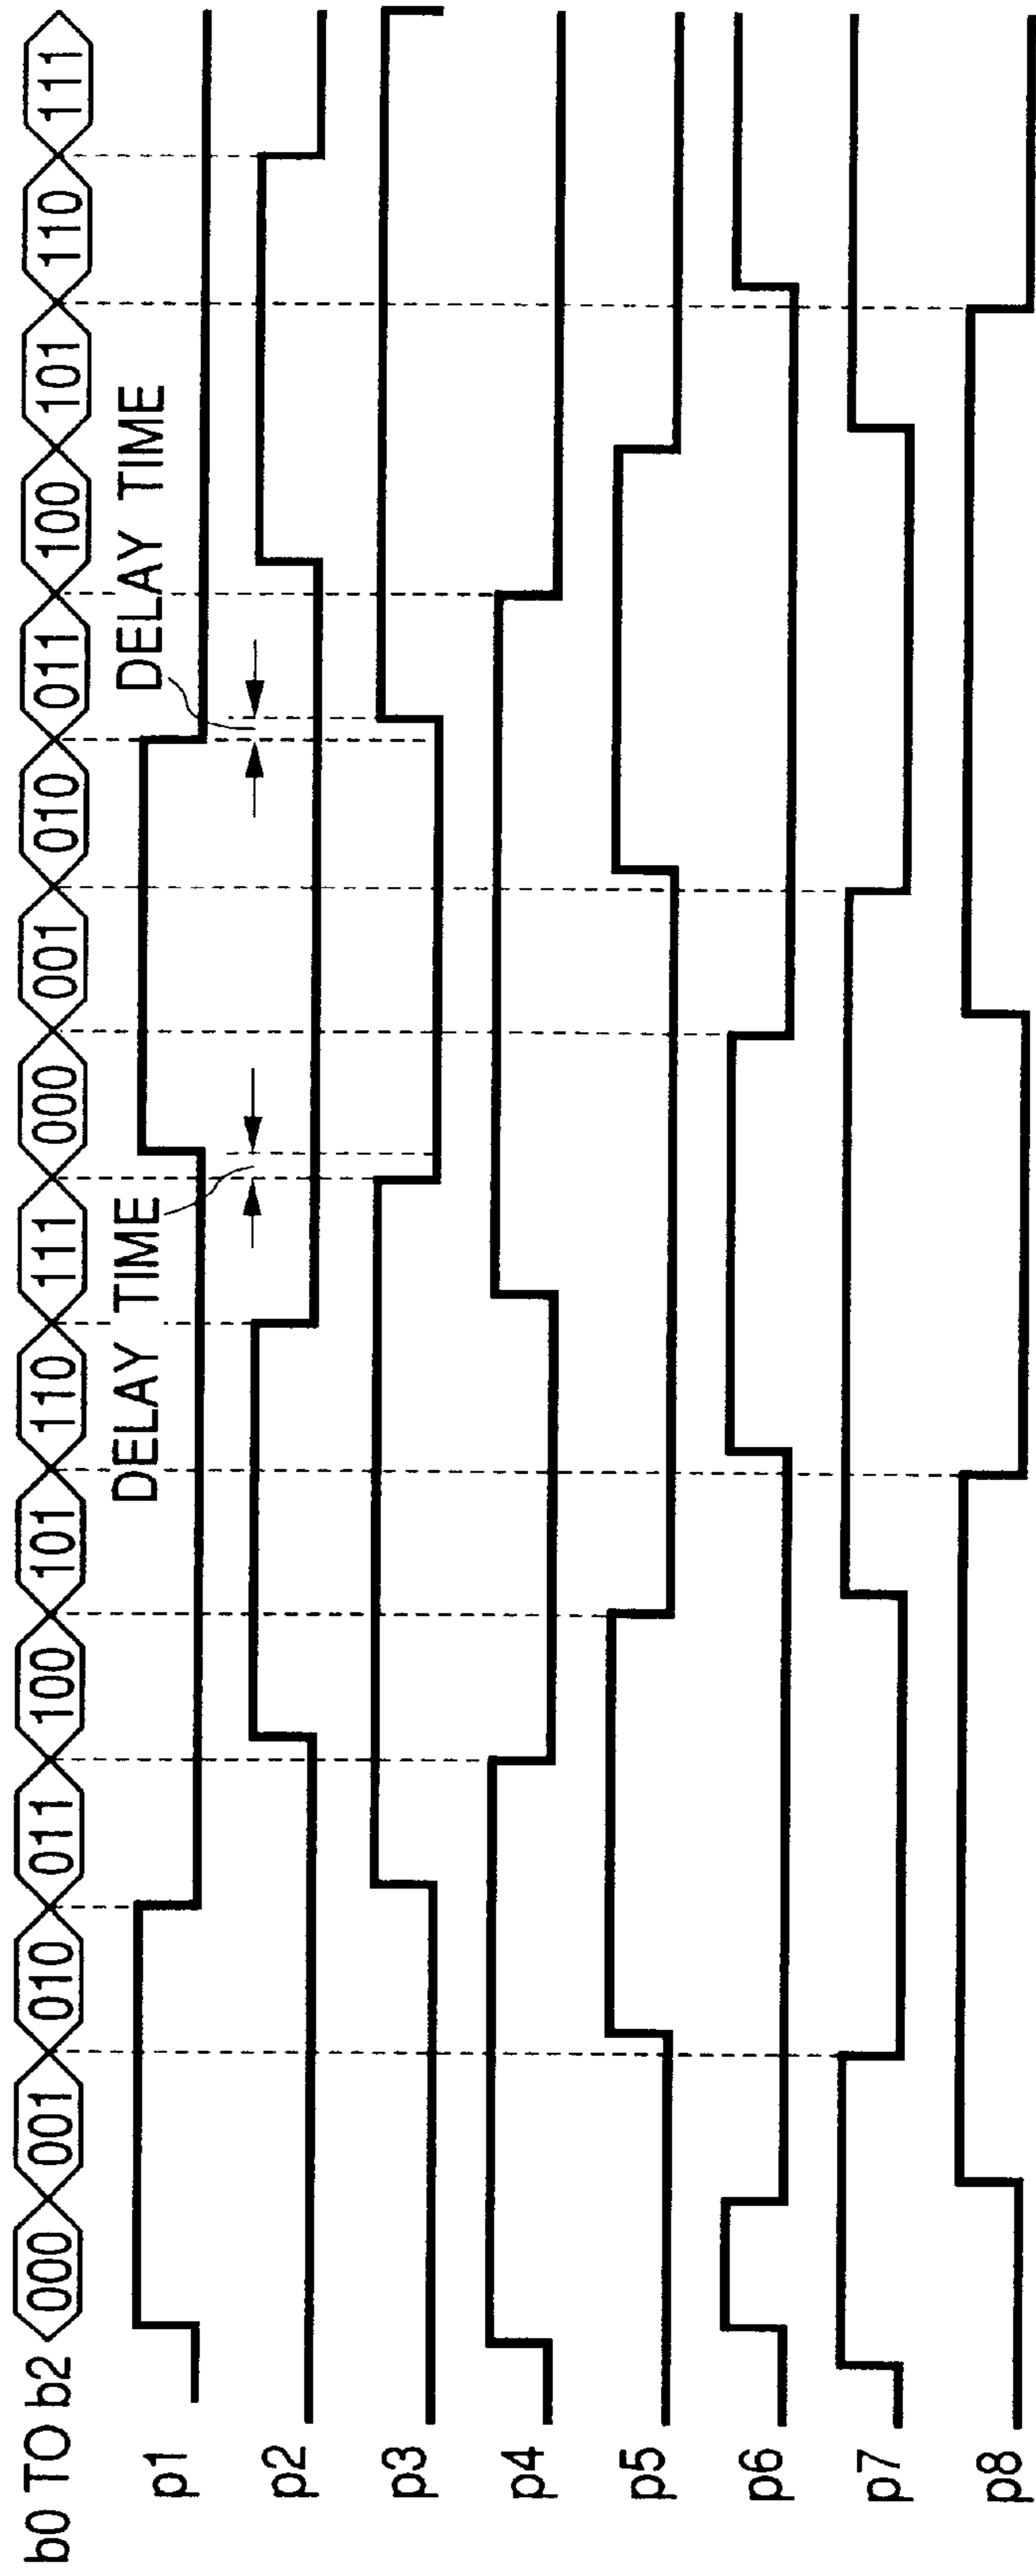 b0 TO b2 000 001 010 011 100 101 110 111 000 001 010 011 100 101 110 111
DELAY TIME DELAY TIME
p1
p2
p3
p4
p5
p6
p7
p8